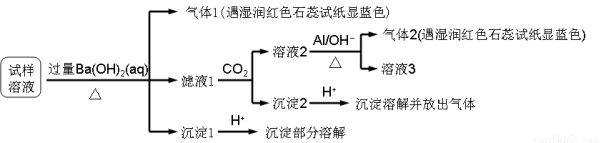 气体1(遇湿润红色石蕊试纸显蓝色)
试样
溶液
过量Ba(OH)₂(aq)
△
滤液1
CO₂
溶液2
Al/OH⁻
△
气体2(遇湿润红色石蕊试纸显蓝色)
溶液3
沉淀2
H⁺
沉淀溶解并放出气体
沉淀1
H⁺
沉淀部分溶解